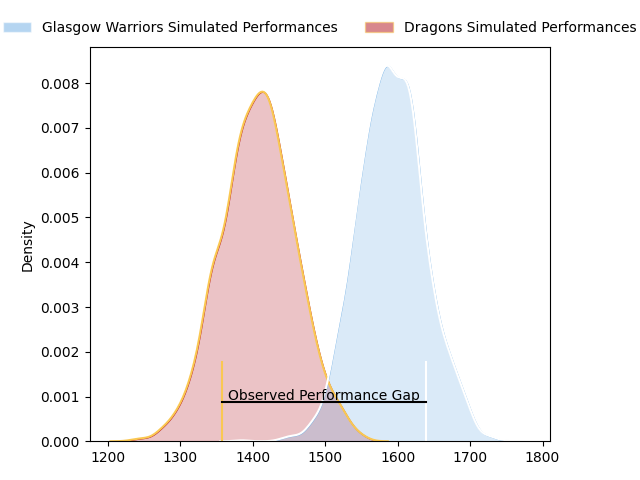 Glasgow Warriors Simulated Performances
Dragons Simulated Performances
Density
0.008
0.007
0.006
0.005
0.004
0.003
0.002
0.001
0.000
Observed Performance Gap
1200 1300 1400 1500 1600 1700 1800